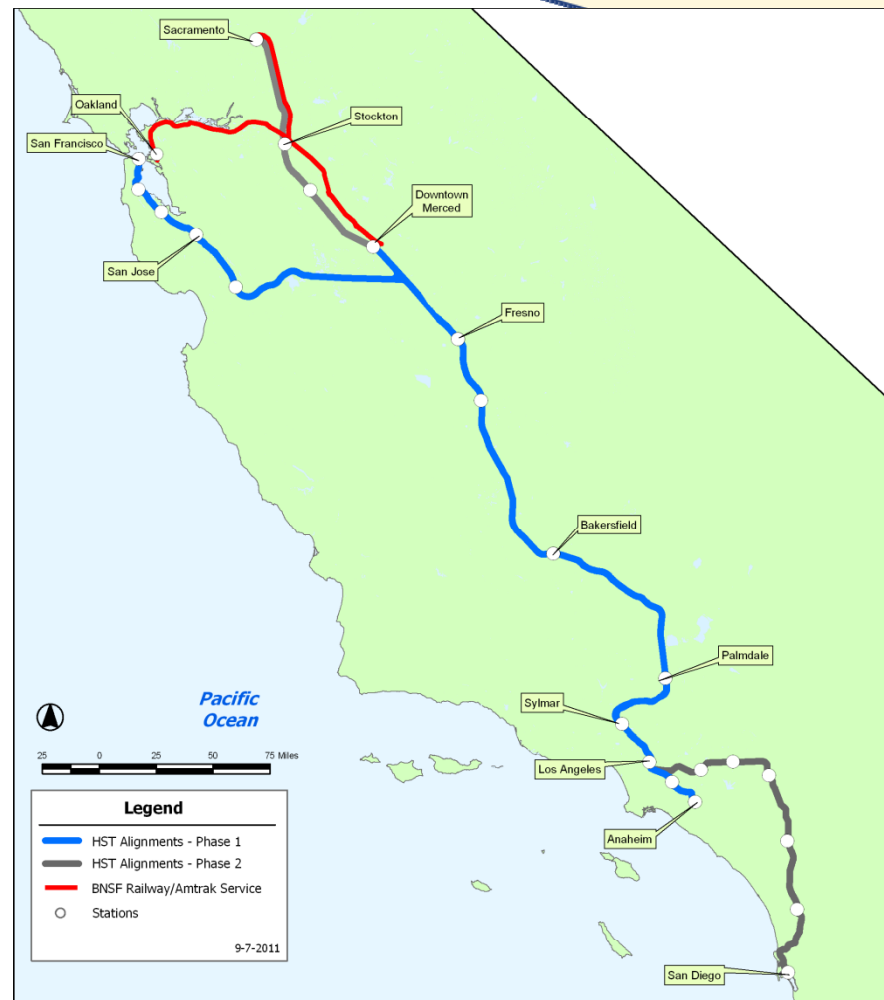 Sacramento
Oakland
Stockton
San Francisco
Downtown
Merced
San Jose
Fresno
Bakersfield
Palmdale
Sylmar
Pacific
Ocean
25 0 25 50 75 Miles
Los Angeles
Anaheim
Legend
HST Alignments - Phase 1
HST Alignments - Phase 2
BNSF Railway/Amtrak Service
Stations
9-7-2011
San Diego